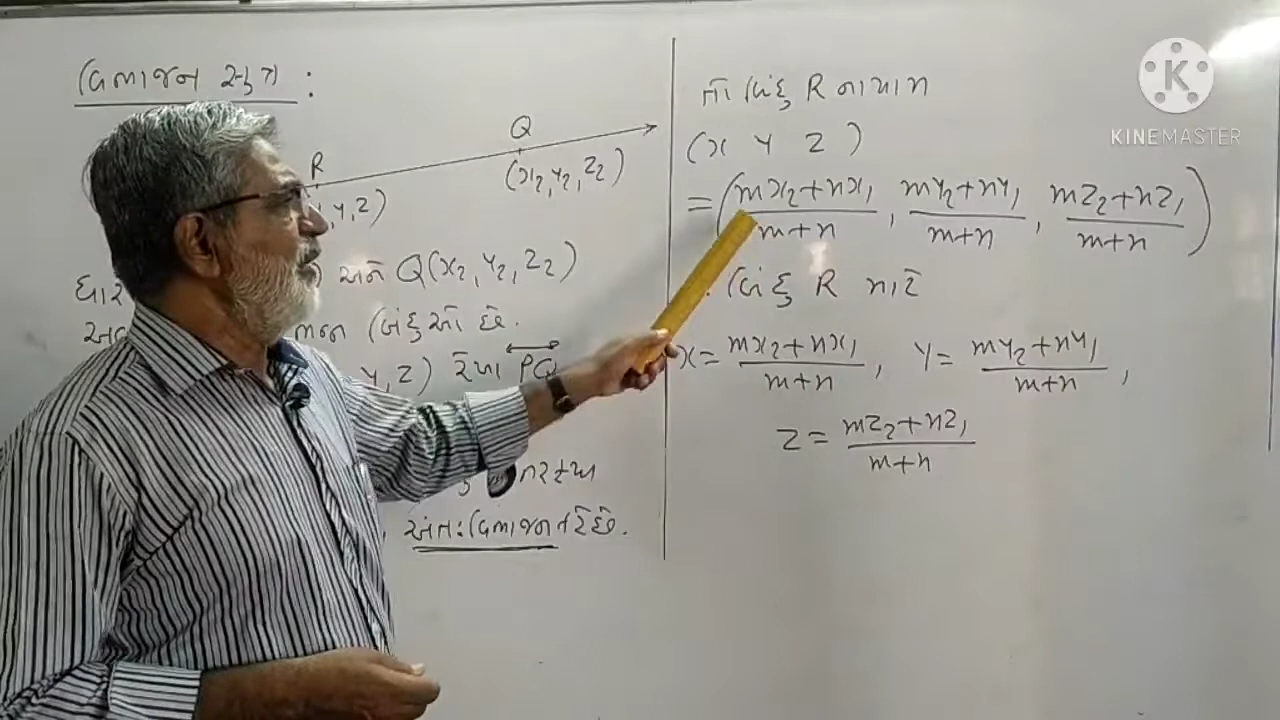 વિભાજન સૂત્ર :
Q
R
(x₂, y₂, z₂)
y, z)
ધાર
અને Q(x₂, y₂, z₂)
ભિન્ન બિંદુઓ છે.
y, z) રેખા PQ
અંતઃવિભાજન કરે છે.
તો બિંદુ R ના યામ
(x y z)
= (mx₂+nx₁/m+n, my₂+ny₁/m+n, mz₂+nz₁/m+n)
બિંદુ R માટે
x = mx₂+nx₁/m+n, y = my₂+ny₁/m+n,
z = mz₂+nz₁/m+n
K
KINEMASTER